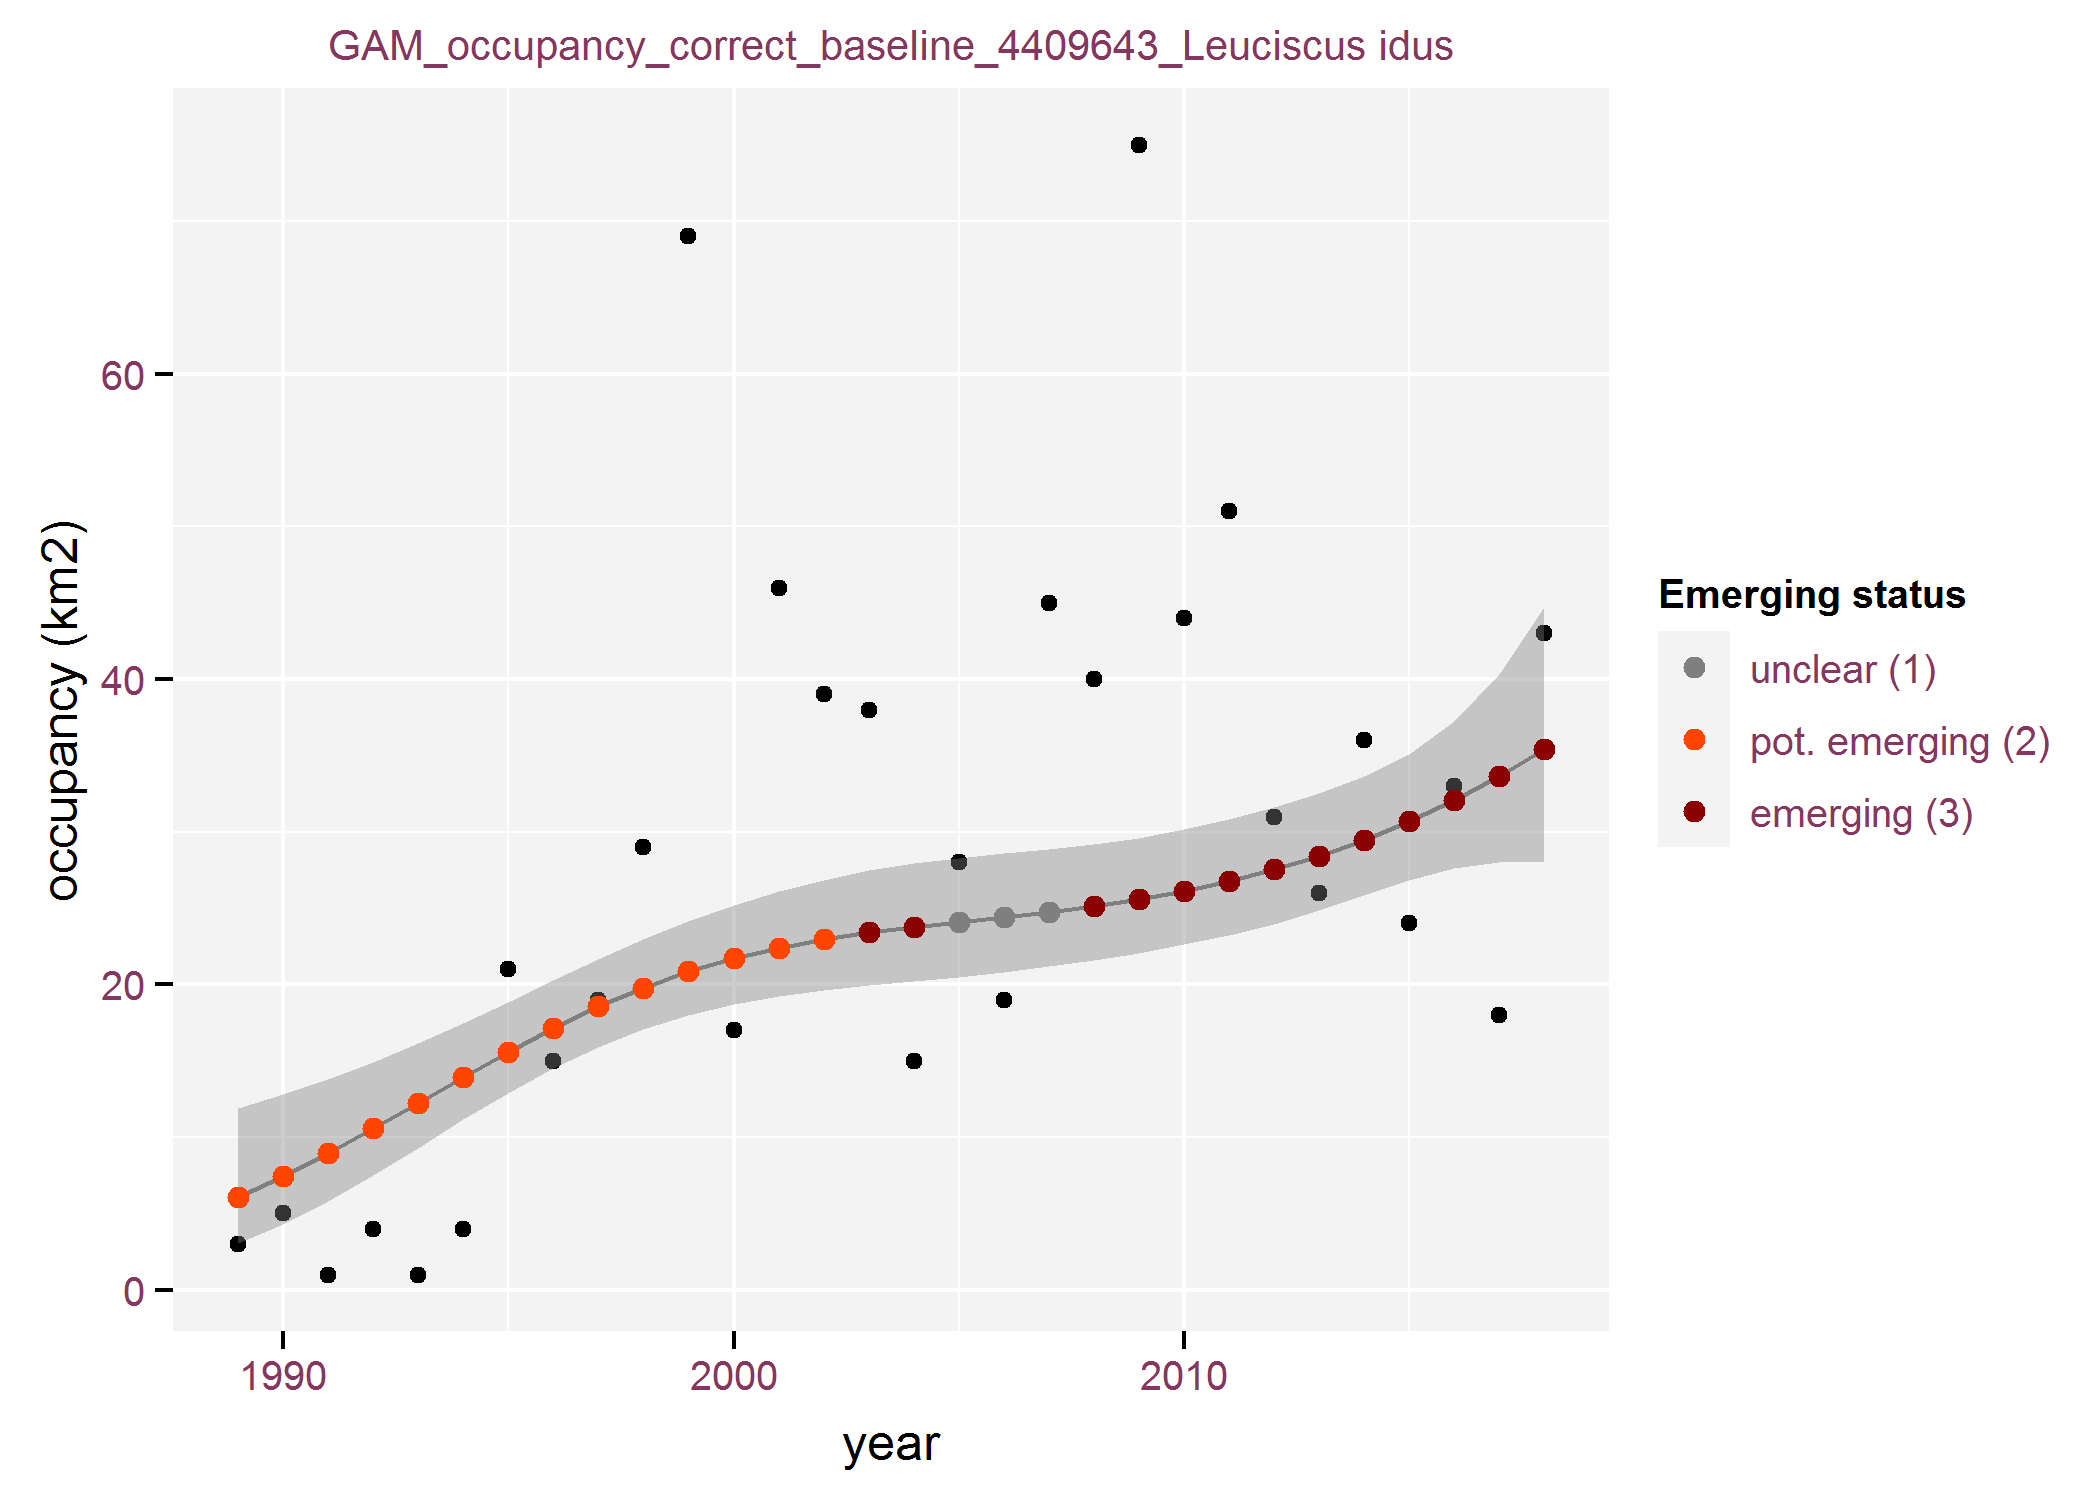 GAM_occupancy_correct_baseline_4409643_Leuciscus idus
occupancy (km2)
60
40
20
0
1990
2000
2010
year
Emerging status
unclear (1)
pot. emerging (2)
emerging (3)